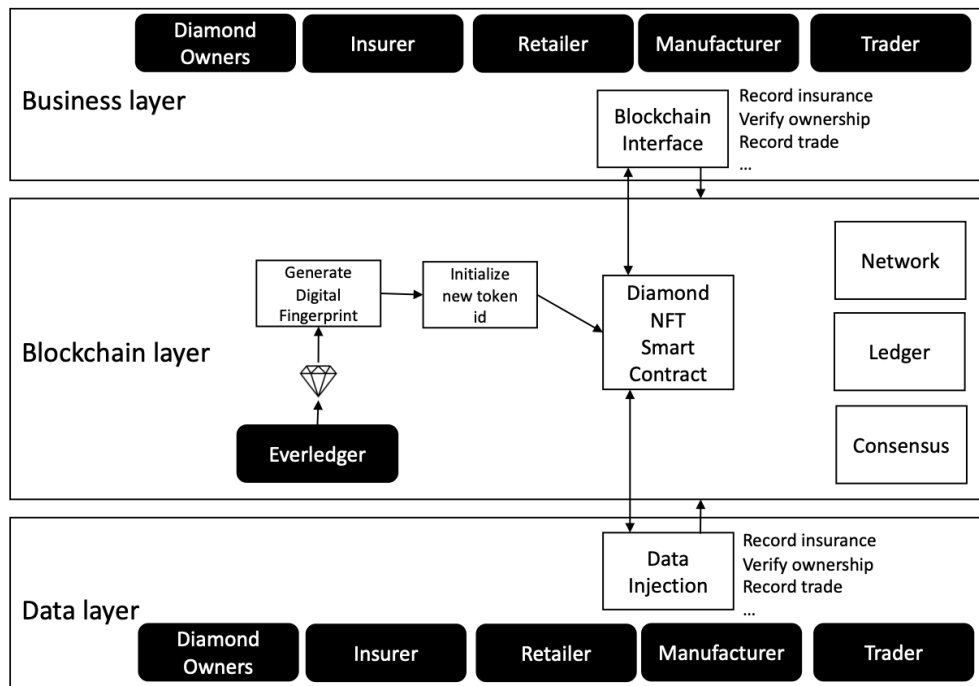 Diamond
Owners
Insurer
Retailer
Manufacturer
Trader
Business layer
Blockchain
Interface
Record insurance
Verify ownership
Record trade
...
Generate
Digital
Fingerprint
Initialize
new token
id
Diamond
NFT
Smart
Contract
Network
Blockchain layer
Ledger
Everledger
Consensus
Data
Injection
Record insurance
Verify ownership
Record trade
...
Data layer
Diamond
Owners
Insurer
Retailer
Manufacturer
Trader